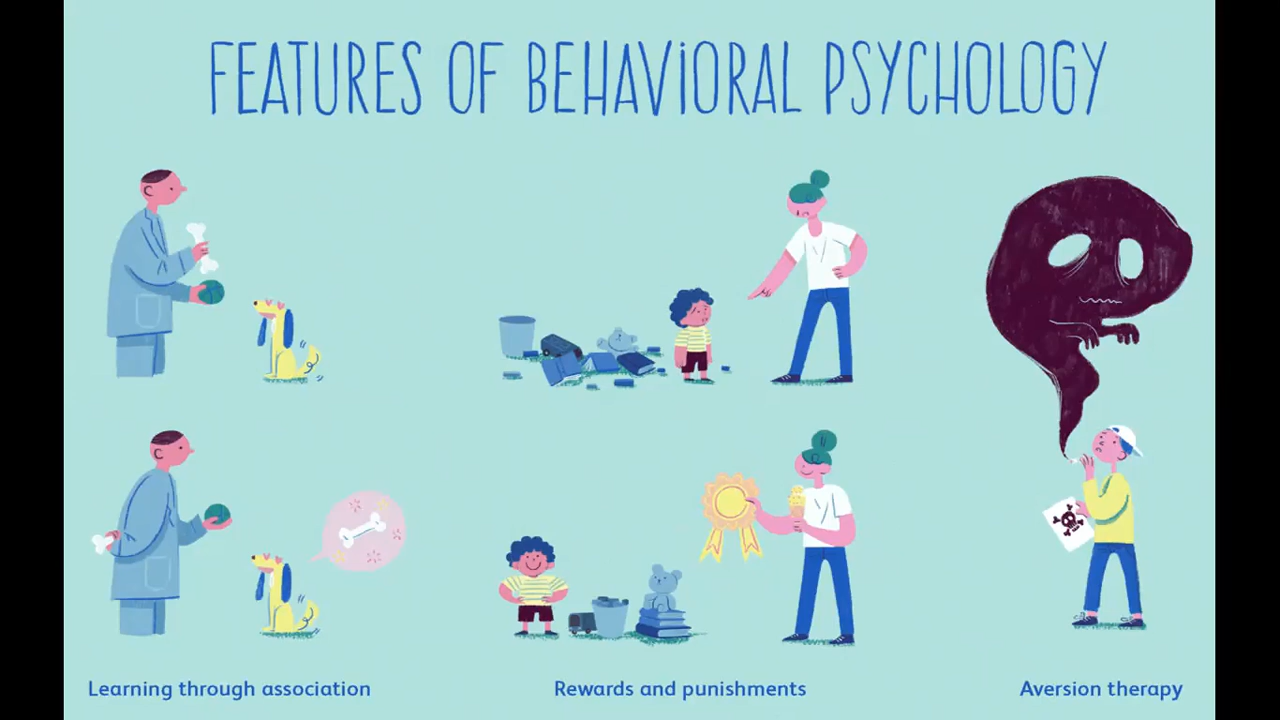 FEATURES OF BEHAVIORAL PSYCHOLOGY
Learning through association
Rewards and punishments
Aversion therapy